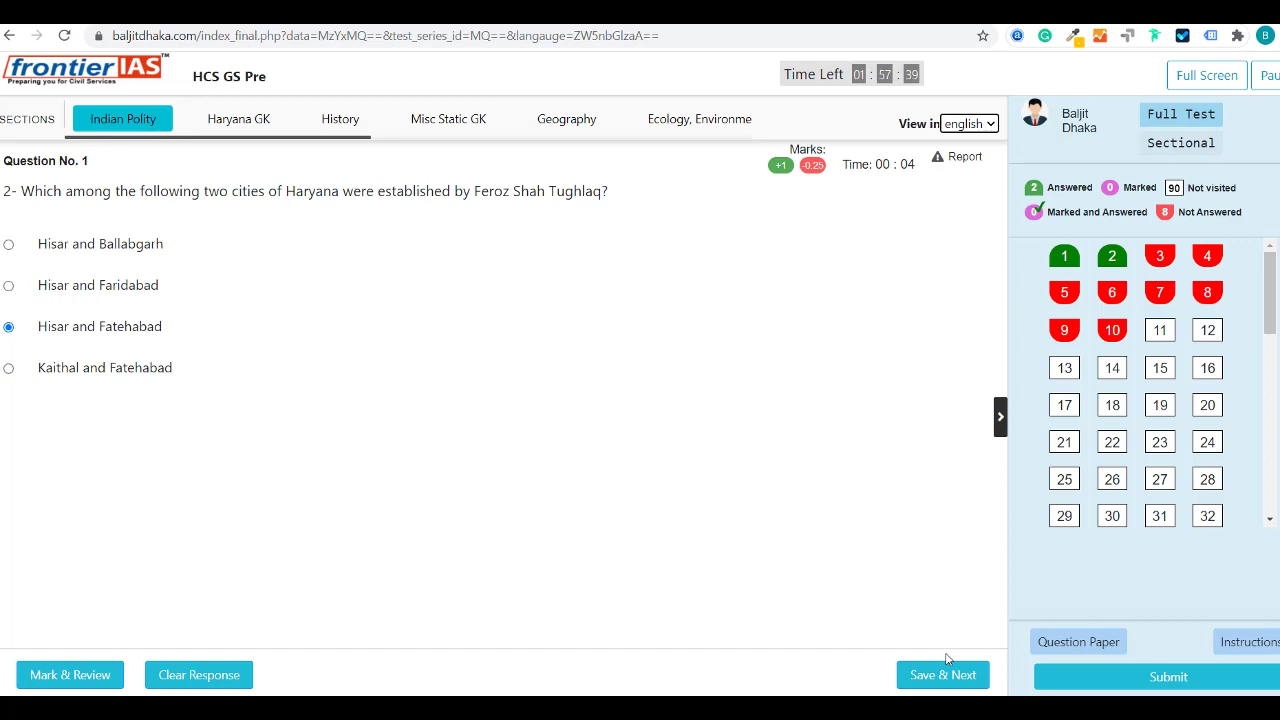 baljitdhaka.com/index_final.php?data=MzYxMQ==&test_series_id=MQ==&langauge=ZW5nbGlzaA==
B
frontier IAS TM
Preparing you for Civil Services
HCS GS Pre
Time Left 01 : 57 : 39
Full Screen
Pau
SECTIONS
Indian Polity
Haryana GK
History
Misc Static GK
Geography
Ecology, Environme
View in english
Baljit
Dhaka
Full Test
Sectional
Question No. 1
Marks:
+1 -0.25
Time: 00 : 04
Report
2- Which among the following two cities of Haryana were established by Feroz Shah Tughlaq?
Hisar and Ballabgarh
Hisar and Faridabad
Hisar and Fatehabad
Kaithal and Fatehabad
2 Answered 0 Marked 90 Not visited
0 Marked and Answered 8 Not Answered
1 2 3 4
5 6 7 8
9 10 11 12
13 14 15 16
17 18 19 20
21 22 23 24
25 26 27 28
29 30 31 32
Question Paper
Instructions
Mark & Review
Clear Response
Save & Next
Submit